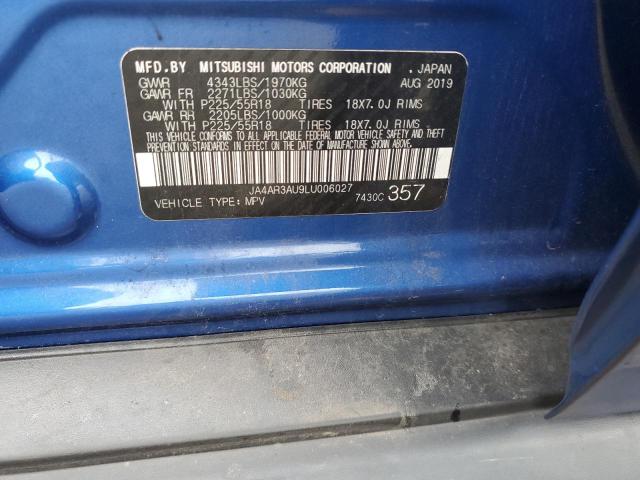 MFD.BY MITSUBISHI MOTORS CORPORATION . JAPAN
GVWR 4343LBS/1970KG AUG 2019
GAWR FR 2271LBS/1030KG
WITH P225/55R18 TIRES 18X7.0J RIMS
GAWR RR 2205LBS/1000KG
WITH P225/55R18 TIRES 18X7.0J RIMS
THIS VEHICLE CONFORMS TO ALL APPLICABLE FEDERAL MOTOR VEHICLE SAFETY AND THEFT
PREVENTION STANDARDS IN EFFECT ON THE DATE OF MANUFACTURE SHOWN ABOVE.
JA4AR3AU9LU006027
VEHICLE TYPE: MPV 7430C 357